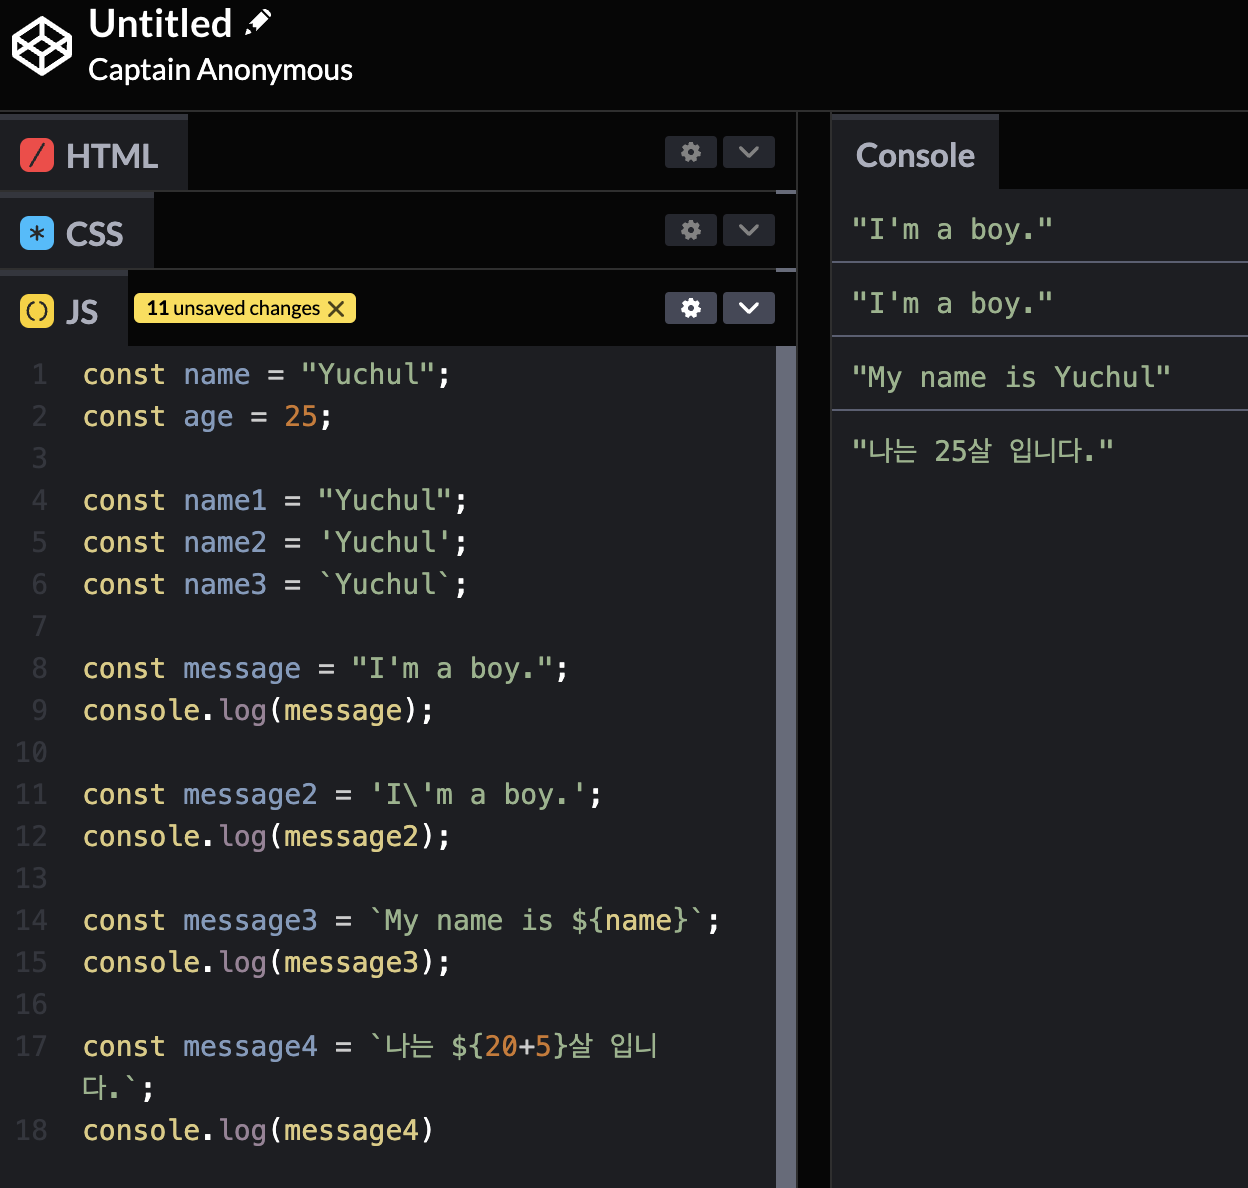 Untitled
Captain Anonymous
HTML
CSS
JS
11 unsaved changes
1 const name = "Yuchul";
2 const age = 25;
3
4 const name1 = "Yuchul";
5 const name2 = 'Yuchul';
6 const name3 = `Yuchul`;
7
8 const message = "I'm a boy.";
9 console.log(message);
10
11 const message2 = 'I\'m a boy.';
12 console.log(message2);
13
14 const message3 = `My name is ${name}`;
15 console.log(message3);
16
17 const message4 = `나는 ${20+5}살 입니
다.`;
18 console.log(message4)
Console
"I'm a boy."
"I'm a boy."
"My name is Yuchul"
"나는 25살 입니다."